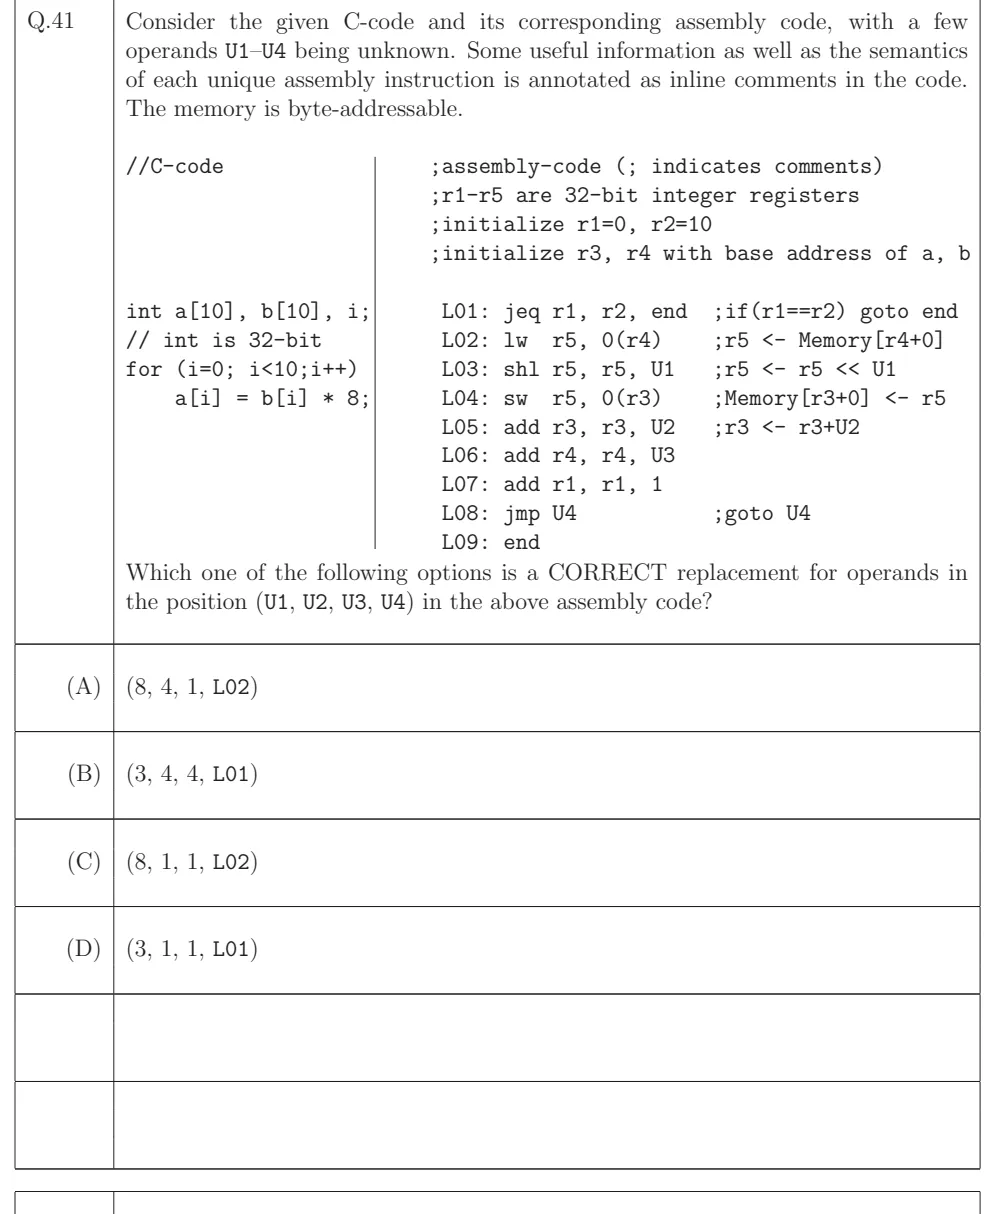 Q.41 Consider the given C-code and its corresponding assembly code, with a few
operands U1–U4 being unknown. Some useful information as well as the semantics
of each unique assembly instruction is annotated as inline comments in the code.
The memory is byte-addressable.
//C-code ;assembly-code (; indicates comments)
;r1-r5 are 32-bit integer registers
;initialize r1=0, r2=10
;initialize r3, r4 with base address of a, b
int a[10], b[10], i; L01: jeq r1, r2, end ;if(r1==r2) goto end
// int is 32-bit L02: lw r5, 0(r4) ;r5 <- Memory[r4+0]
for (i=0; i<10;i++) L03: shl r5, r5, U1 ;r5 <- r5 << U1
a[i] = b[i] * 8; L04: sw r5, 0(r3) ;Memory[r3+0] <- r5
L05: add r3, r3, U2 ;r3 <- r3+U2
L06: add r4, r4, U3
L07: add r1, r1, 1
L08: jmp U4 ;goto U4
L09: end
Which one of the following options is a CORRECT replacement for operands in
the position (U1, U2, U3, U4) in the above assembly code?
(A) (8, 4, 1, L02)
(B) (3, 4, 4, L01)
(C) (8, 1, 1, L02)
(D) (3, 1, 1, L01)